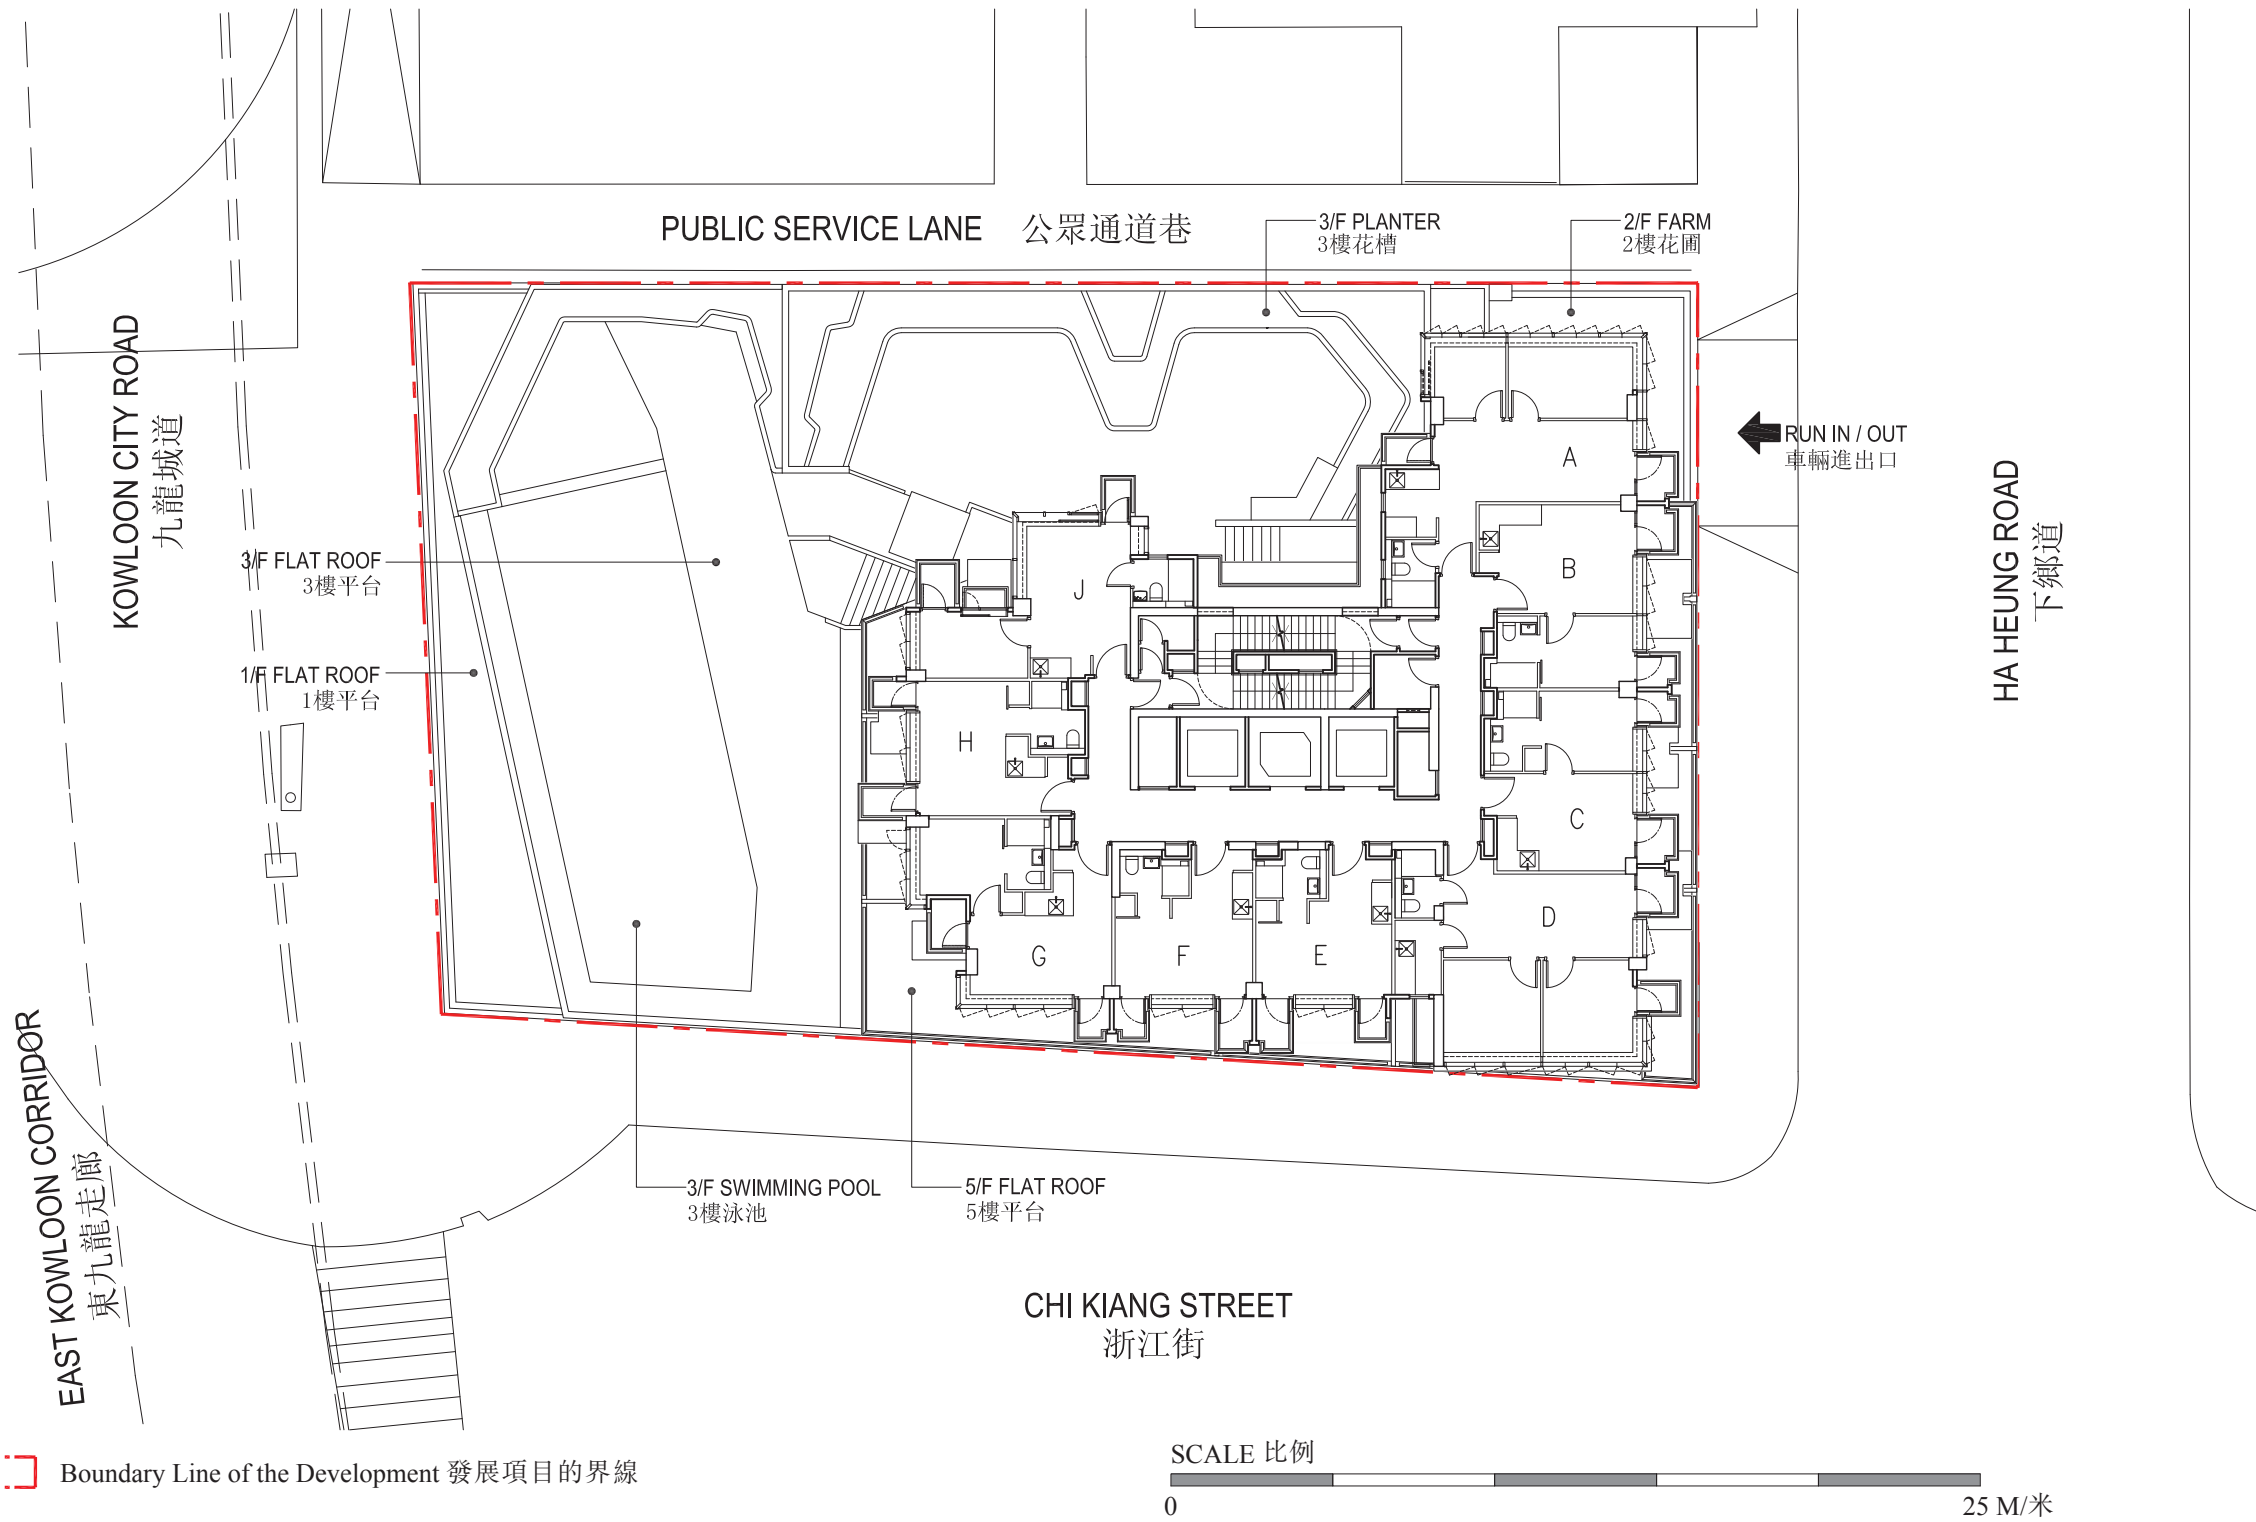 PUBLIC SERVICE LANE 公眾通道巷
3/F PLANTER
3樓花槽
2/F FARM
2樓花圃
KOWLOON CITY ROAD
九龍城道
RUN IN / OUT
車輛進出口
HA HEUNG ROAD
下鄉道
3/F FLAT ROOF
3樓平台
1/F FLAT ROOF
1樓平台
A
B
J
H
C
D
G
F
E
EAST KOWLOON CORRIDOR
東九龍走廊
3/F SWIMMING POOL
3樓泳池
5/F FLAT ROOF
5樓平台
CHI KIANG STREET
浙江街
Boundary Line of the Development 發展項目的界線
SCALE 比例
0
25 M/米